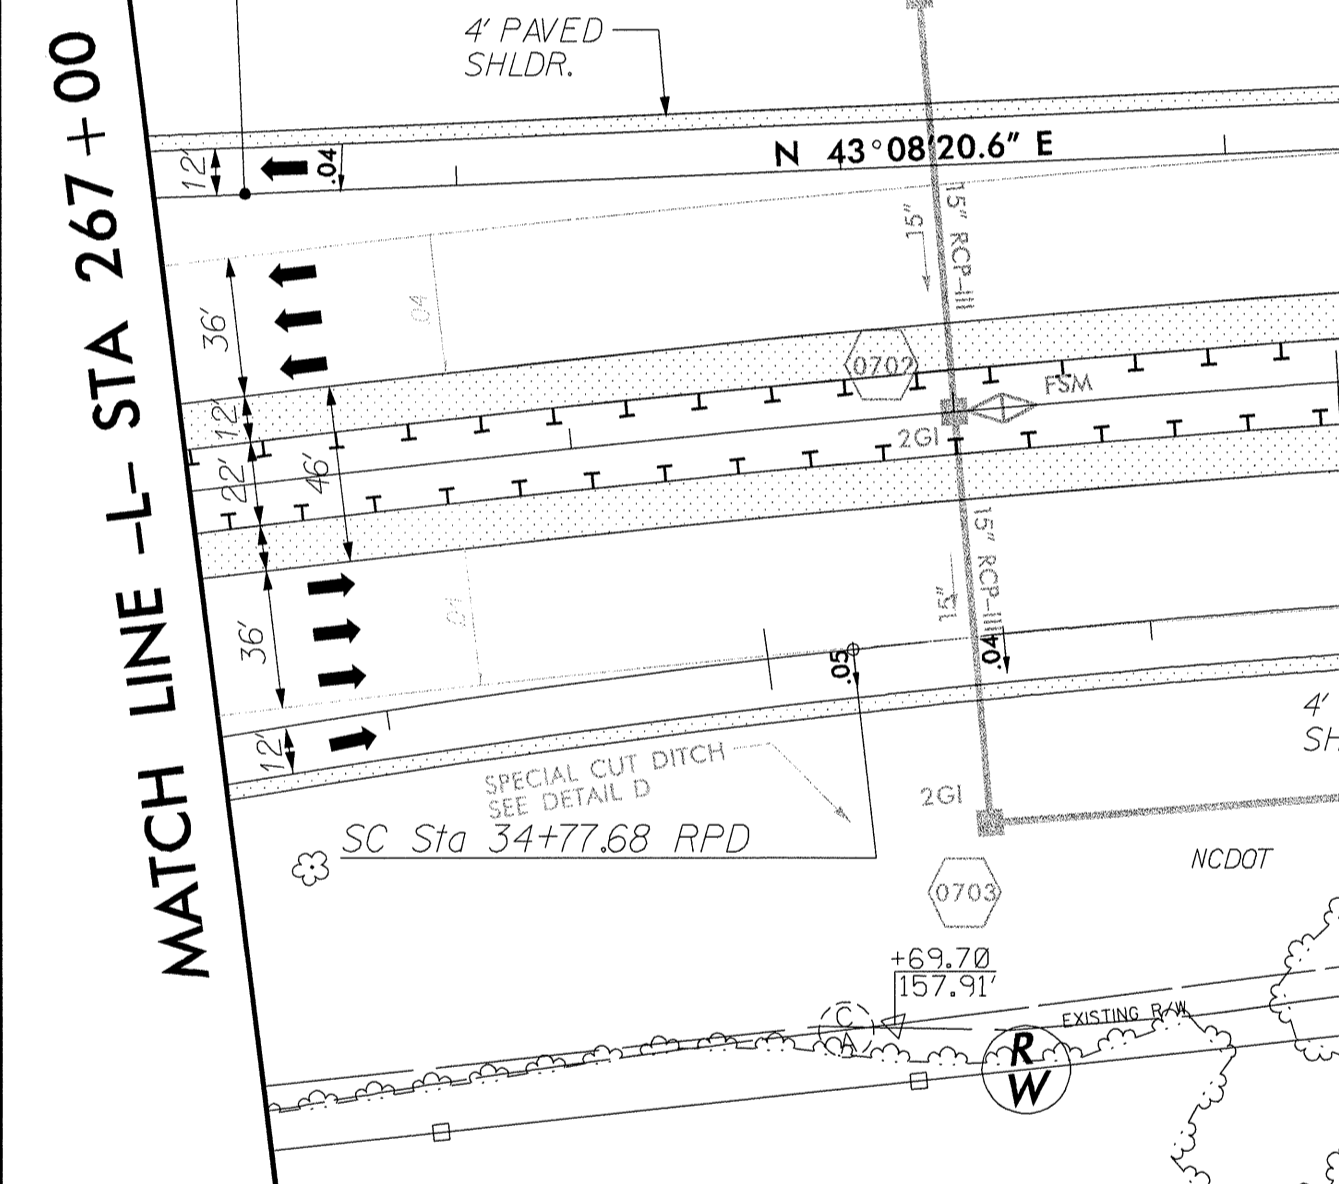 4' PAVED
SHLDR.
MATCH LINE -L- STA 267+00
12'
.04
N 43°08'20.6" E
15"
15" RCP-III
36'
.04
0702
FSM
12'
22'
46'
2GI
15" RCP-III
15"
36'
.05
.04
12'
4'
SPECIAL CUT DITCH
SEE DETAIL D
2GI
SC Sta 34+77.68 RPD
NCDOT
0703
+69.70
157.91'
C
A
EXISTING R/W
R
W